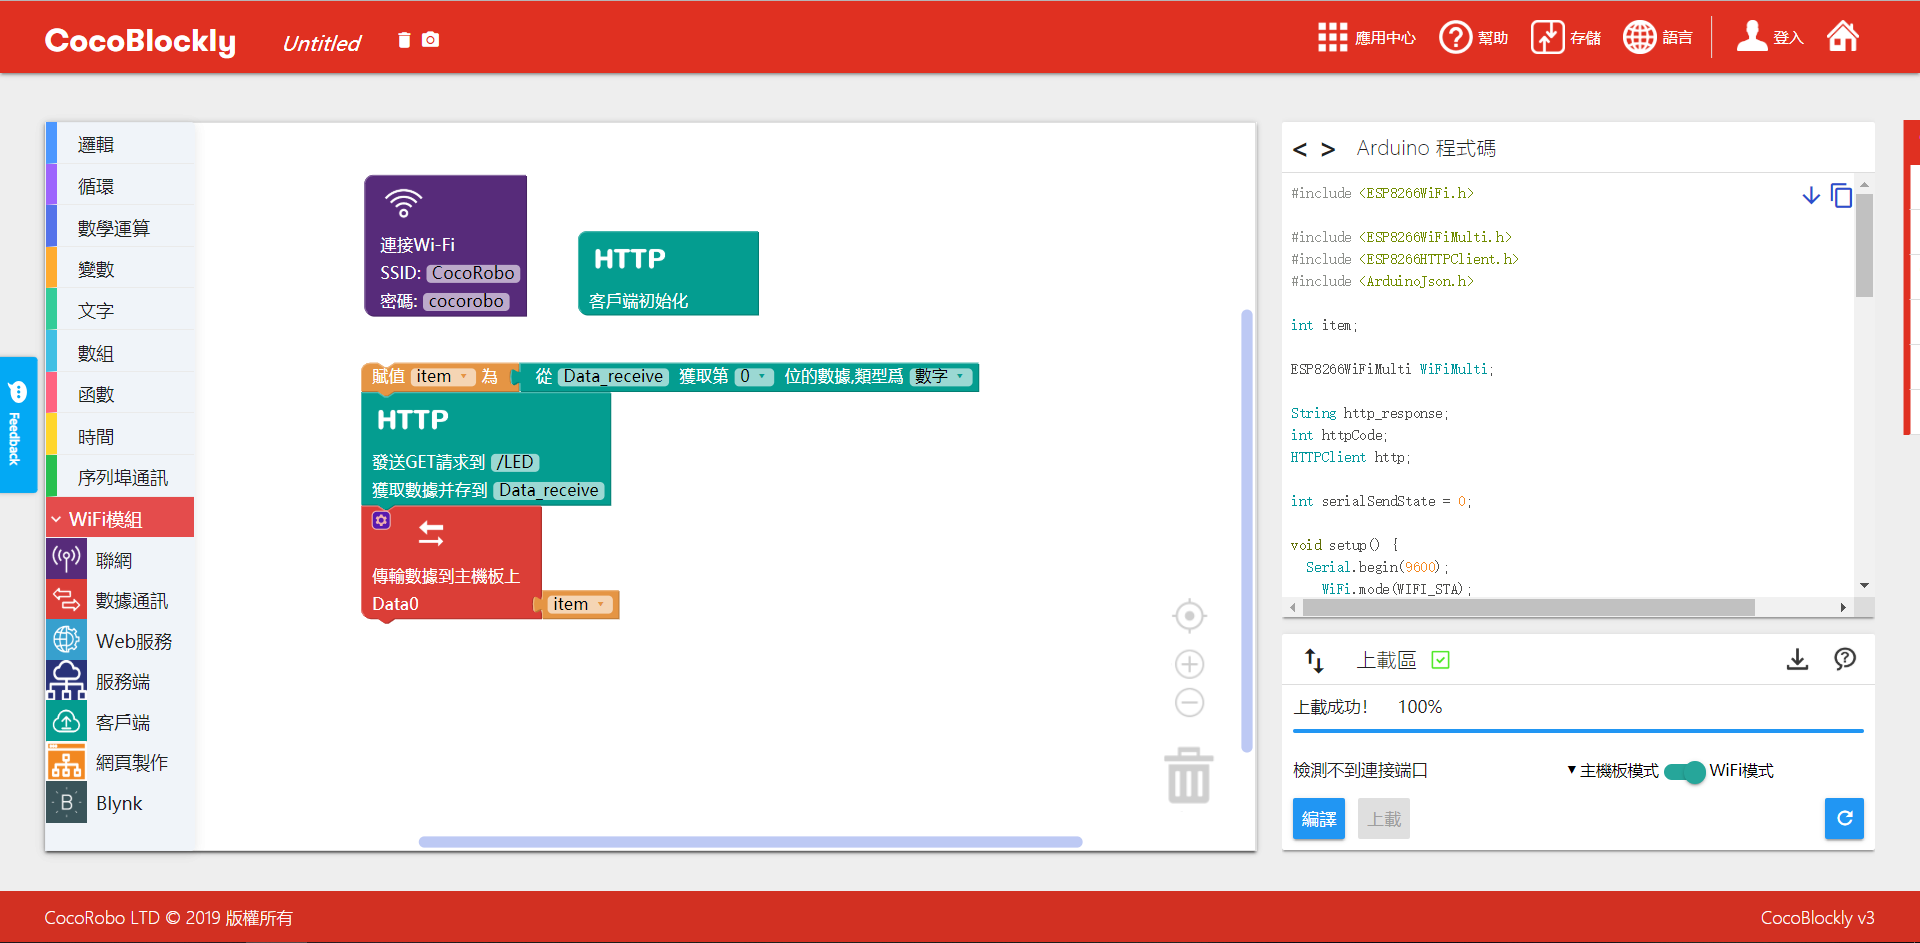 CocoBlockly
Untitled
應用中心
幫助
存儲
語言
登入
邏輯
循環
數學運算
變數
文字
數組
函數
時間
序列埠通訊
WiFi模組
聯網
數據通訊
Web服務
服務端
客戶端
網頁製作
Blynk
Feedback
連接Wi-Fi
SSID: CocoRobo
密碼: cocorobo
HTTP
客戶端初始化
賦值 item 為 從 Data_receive 獲取第 0 位的數據,類型爲 數字
HTTP
發送GET請求到 /LED
獲取數據并存到 Data_receive
傳輸數據到主機板上
Data0 item
< > Arduino 程式碼
#include <ESP8266WiFi.h>
#include <ESP8266WiFiMulti.h>
#include <ESP8266HTTPClient.h>
#include <ArduinoJson.h>
int item;
ESP8266WiFiMulti WiFiMulti;
String http_response;
int httpCode;
HTTPClient http;
int serialSendState = 0;
void setup() {
Serial.begin(9600);
WiFi.mode(WIFI_STA);
上載區
上載成功! 100%
檢測不到連接端口
主機板模式 WiFi模式
編譯
上載
CocoRobo LTD © 2019 版權所有
CocoBlockly v3